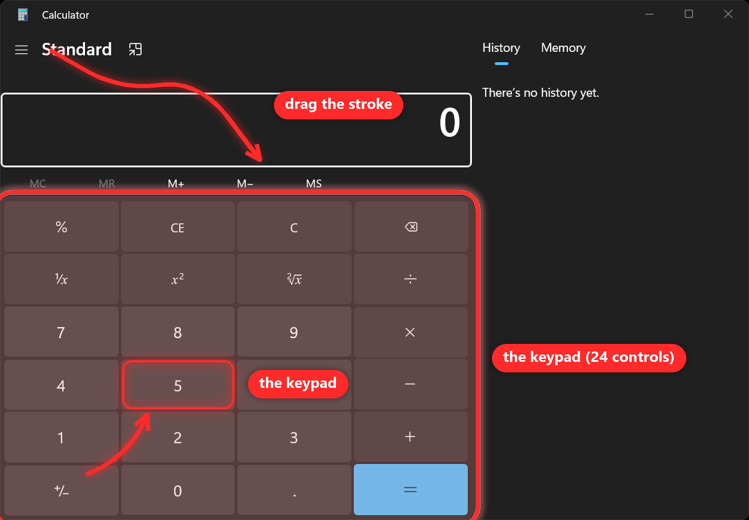 Calculator
Standard
History Memory
There's no history yet.
drag the stroke
0
MC MR M+ M− MS
% CE C
¹/x x² ²√x ÷
7 8 9 ×
the keypad (24 controls)
4 5 the keypad −
1 2 3 +
+/− 0 . =